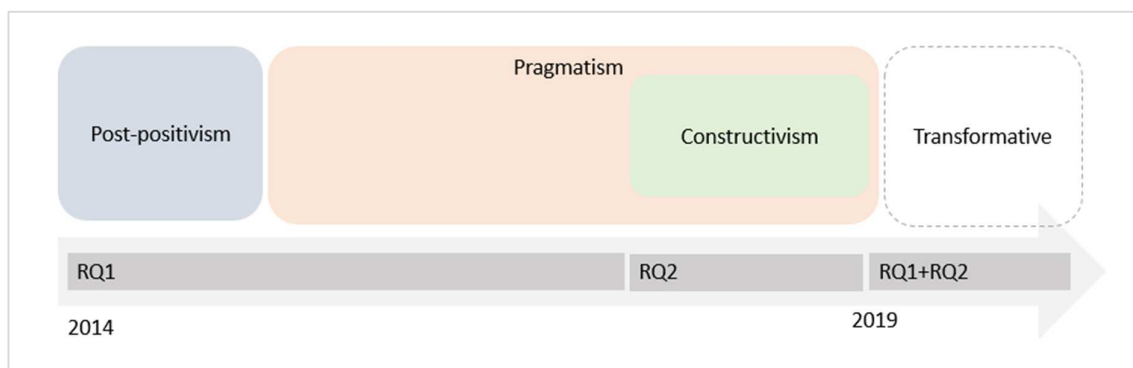 Pragmatism
Post-positivism
Constructivism
Transformative
RQ1
RQ2
RQ1+RQ2
2014
2019